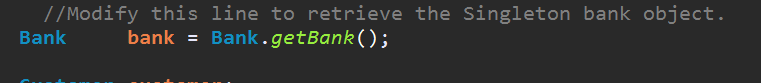 //Modify this line to retrieve the Singleton bank object.
Bank bank = Bank.getBank();